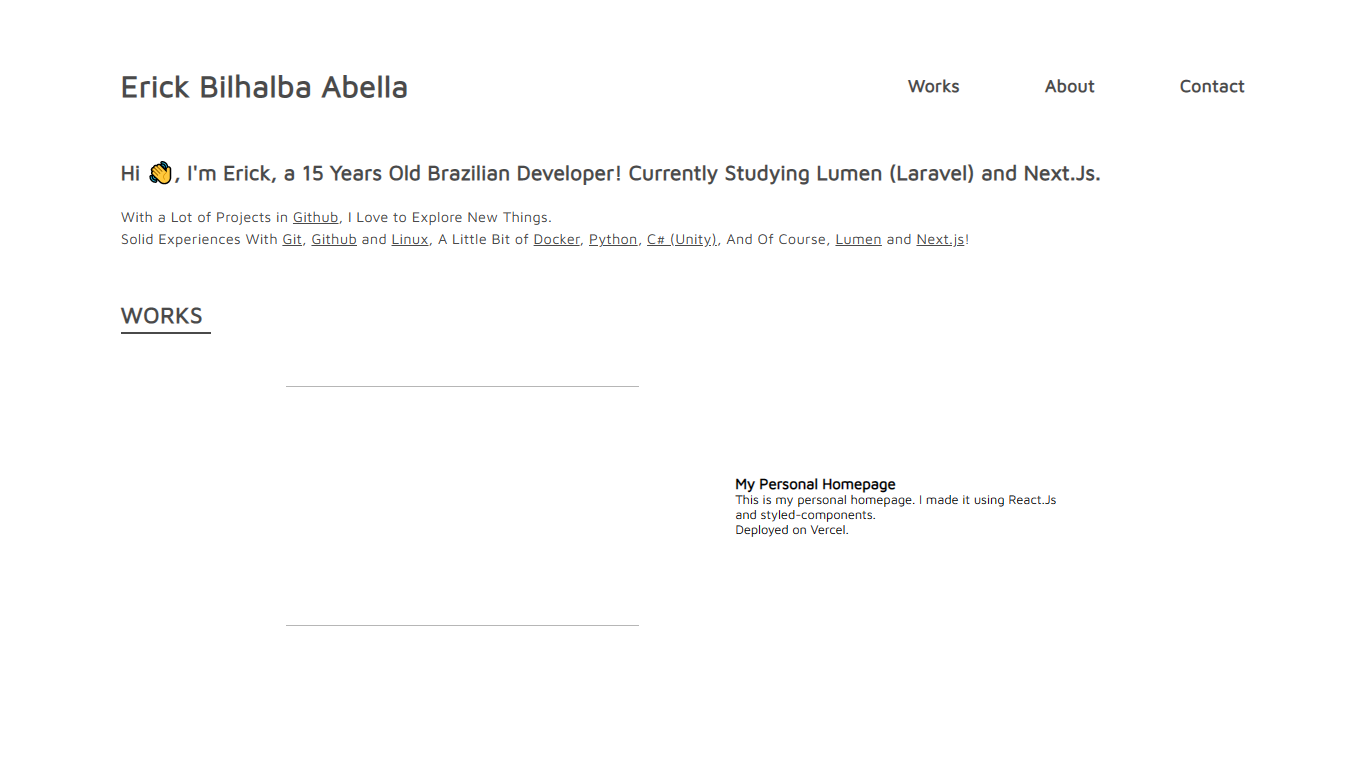 Erick Bilhalba Abella
Works About Contact
Hi 👋, I'm Erick, a 15 Years Old Brazilian Developer! Currently Studying Lumen (Laravel) and Next.Js.
With a Lot of Projects in Github, I Love to Explore New Things.
Solid Experiences With Git, Github and Linux, A Little Bit of Docker, Python, C# (Unity), And Of Course, Lumen and Next.js!
WORKS
My Personal Homepage
This is my personal homepage. I made it using React.Js
and styled-components.
Deployed on Vercel.